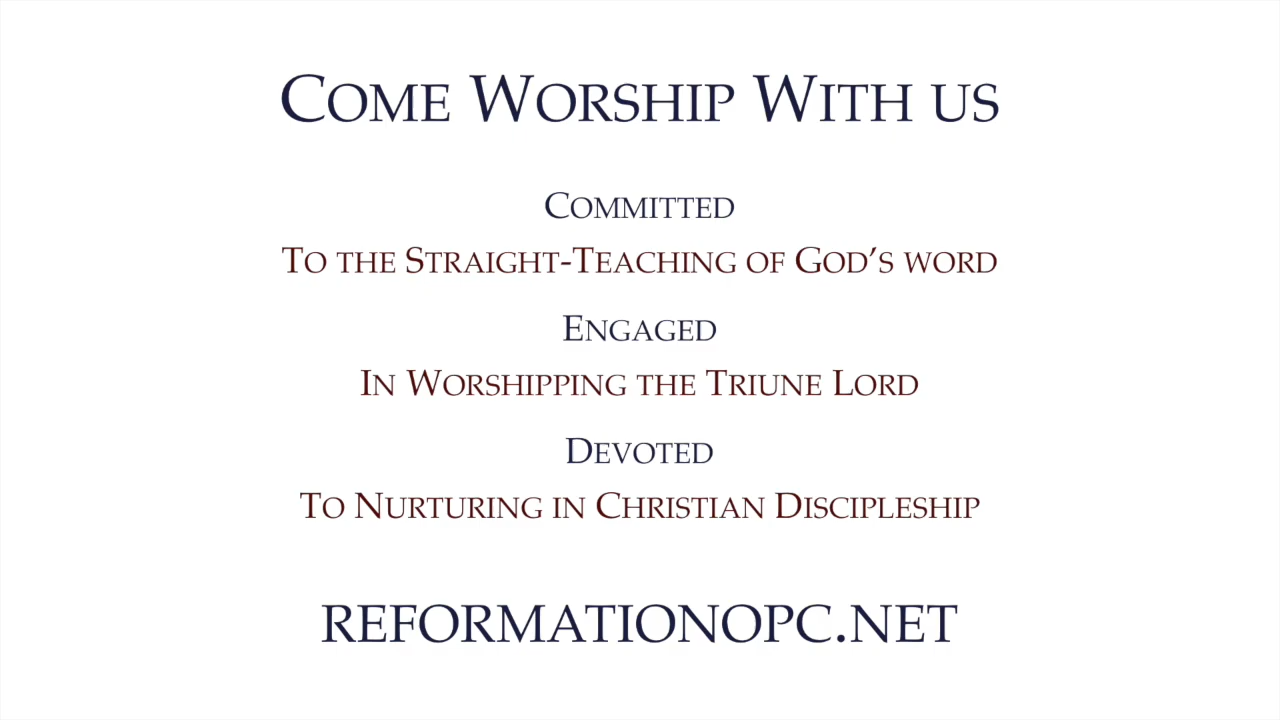 Come Worship With us
Committed
To the Straight-Teaching of God's word
Engaged
In Worshipping the Triune Lord
Devoted
To Nurturing in Christian Discipleship
REFORMATIONOPC.NET